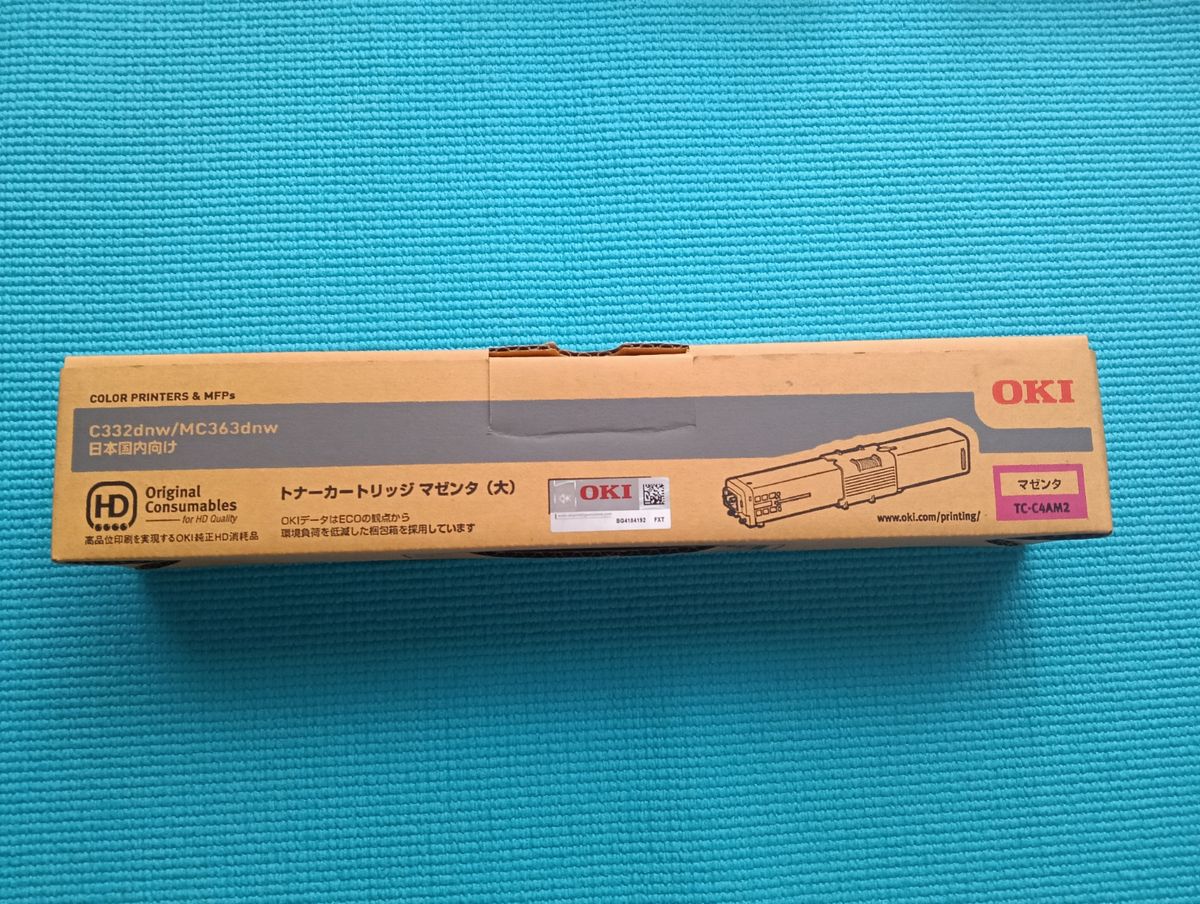 COLOR PRINTERS & MFPs
OKI
C332dnw/MC363dnw
日本国内向け
HD
Original
Consumables
for HD Quality
高品位印刷を実現するOKI純正HD消耗品
トナーカートリッジ マゼンタ（大）
OKIデータはECOの観点から
環境負荷を低減した梱包箱を採用しています
OKI
BG4184192 FXT
www.oki.com/printing/
マゼンタ
TC-C4AM2